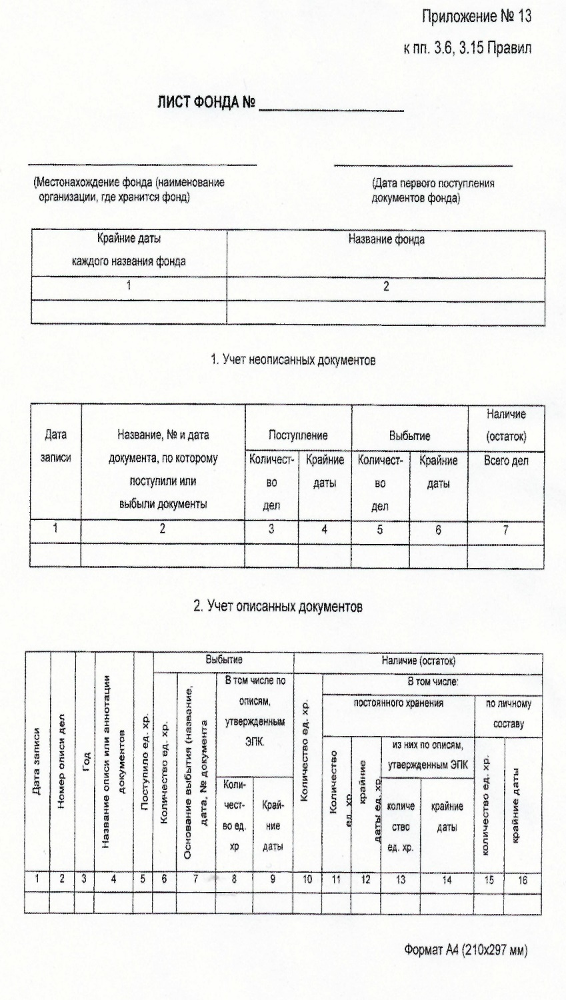 Приложение № 13
к пп. 3.6, 3.15 Правил
ЛИСТ ФОНДА №
(Местонахождение фонда (наименование
организации, где хранится фонд)
(Дата первого поступления
документов фонда)
Крайние даты
каждого названия фонда
Название фонда
1
2
1. Учет неописанных документов
Дата
записи
Название, № и дата
документа, по которому
поступили или
выбыли документы
Поступление
Выбытие
Наличие
(остаток)
Количест-
во
дел
Крайние
даты
Количест-
во
дел
Крайние
даты
Всего дел
1
2
3
4
5
6
7
2. Учет описанных документов
Дата записи
Номер описи дел
Год
Название описи или аннотации
документов
Поступило ед. хр.
Выбытие
Количество ед. хр.
Основание выбытия (название,
дата, № документа
В том числе по
описям,
утвержденным
ЭПК.
Коли-
чест-
во ед.
хр
Край-
ние
даты
Наличие (остаток)
Количество ед. хр.
В том числе:
постоянного хранения
Количество
ед. хр
крайние
даты ед. хр.
из них по описям,
утвержденным ЭПК
количе
ство
ед. хр.
крайние
даты
по личному
составу
количество ед. хр.
крайние даты
1
2
3
4
5
6
7
8
9
10
11
12
13
14
15
16
Формат А4 (210х297 мм)